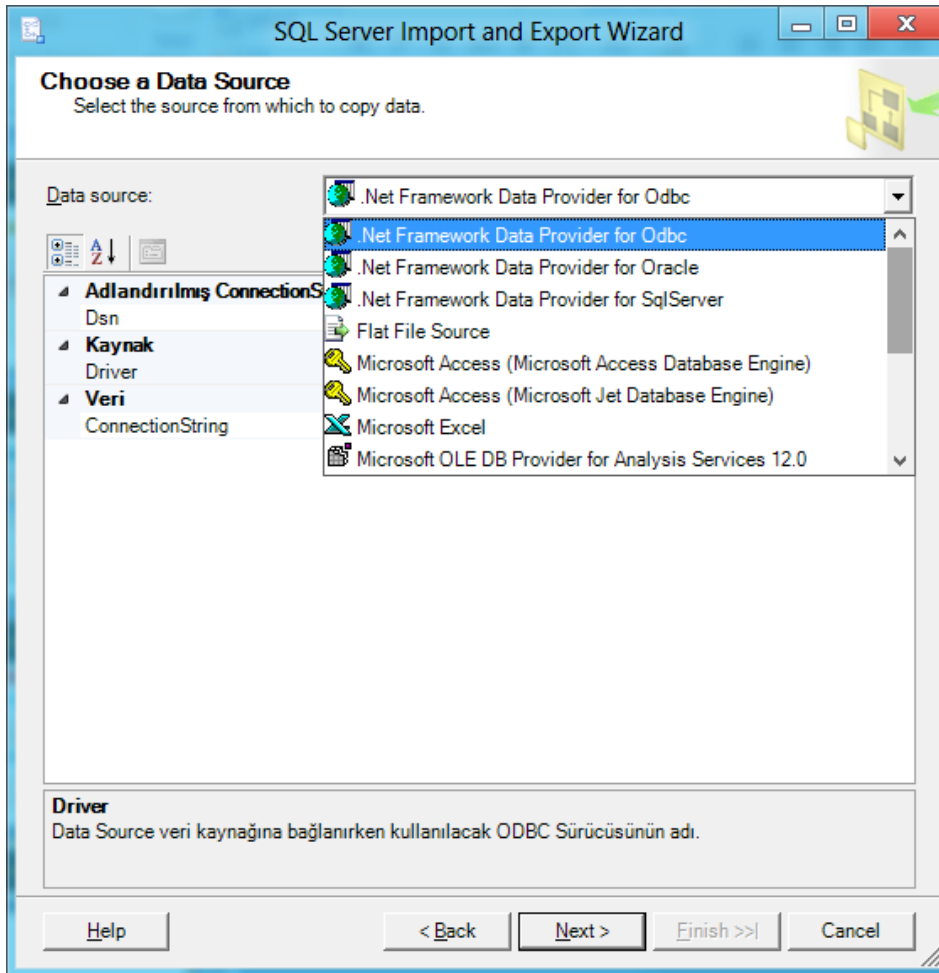 SQL Server Import and Export Wizard
Choose a Data Source
Select the source from which to copy data.
Data source:
.Net Framework Data Provider for Odbc
.Net Framework Data Provider for Odbc
.Net Framework Data Provider for Oracle
.Net Framework Data Provider for SqlServer
Flat File Source
Microsoft Access (Microsoft Access Database Engine)
Microsoft Access (Microsoft Jet Database Engine)
Microsoft Excel
Microsoft OLE DB Provider for Analysis Services 12.0
Adlandırılmış ConnectionS
Dsn
Kaynak
Driver
Veri
ConnectionString
Driver
Data Source veri kaynağına bağlanırken kullanılacak ODBC Sürücüsünün adı.
Help
< Back
Next >
Finish >>|
Cancel